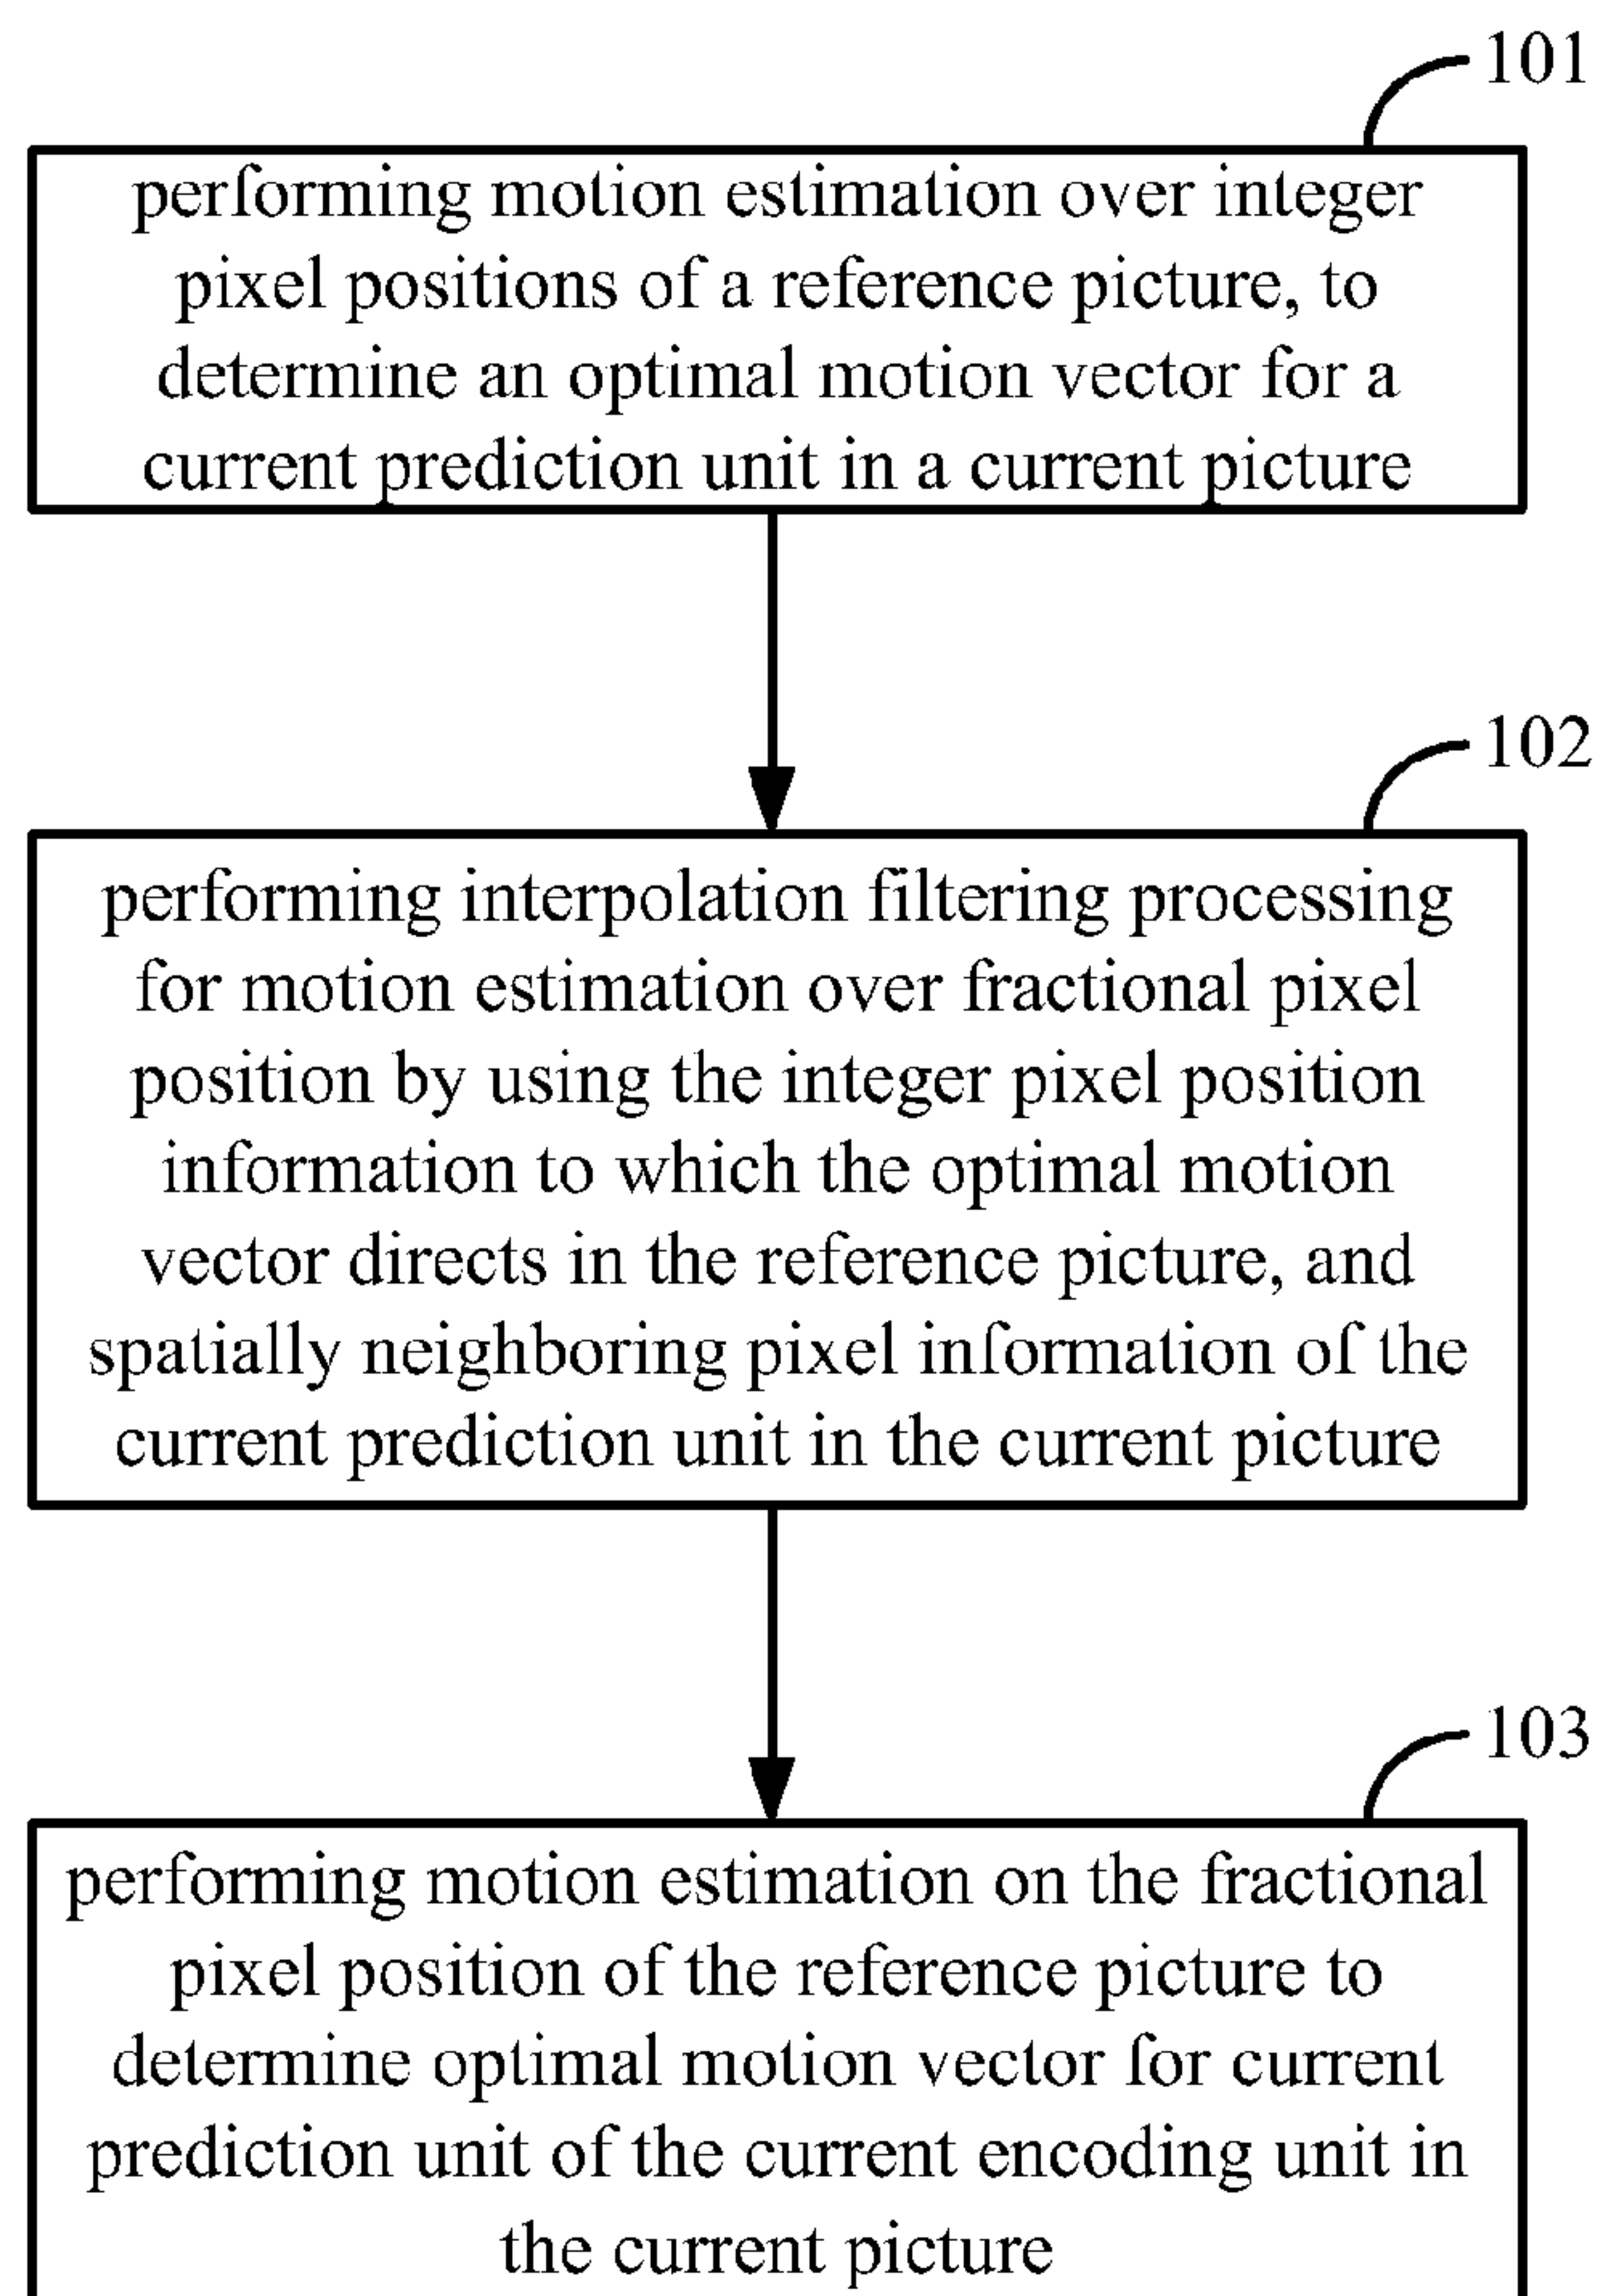 101
performing motion estimation over integer
pixel positions of a reference picture, to
determine an optimal motion vector for a
current prediction unit in a current picture
102
performing interpolation filtering processing
for motion estimation over fractional pixel
position by using the integer pixel position
information to which the optimal motion
vector directs in the reference picture, and
spatially neighboring pixel information of the
current prediction unit in the current picture
103
performing motion estimation on the fractional
pixel position of the reference picture to
determine optimal motion vector for current
prediction unit of the current encoding unit in
the current picture